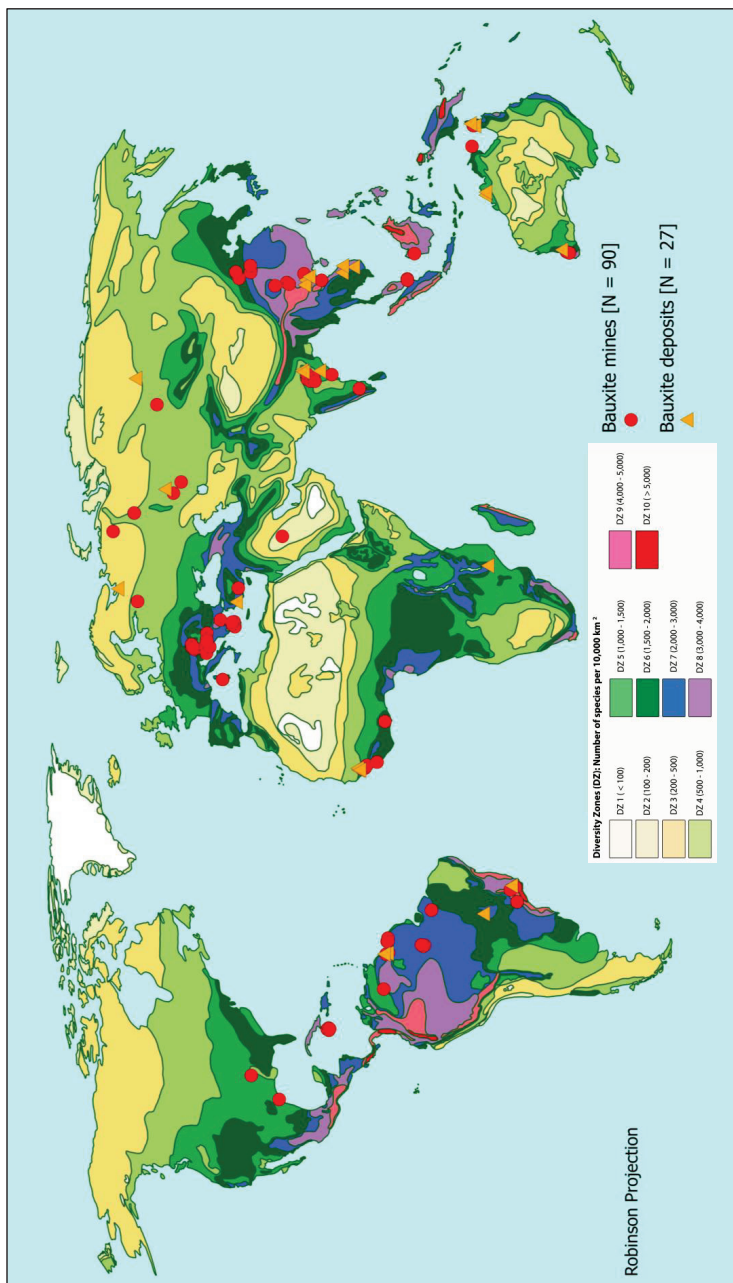 Robinson Projection
Diversity Zones (DZ): Number of species per 10,000 km²
DZ 1 ( < 100)
DZ 2 (100 - 200)
DZ 3 (200 - 500)
DZ 4 (500 - 1,000)
DZ 5 (1,000 - 1,500)
DZ 6 (1,500 - 2,000)
DZ 7 (2,000 - 3,000)
DZ 8 (3,000 - 4,000)
DZ 9 (4,000 - 5,000)
DZ 10 ( > 5,000)
Bauxite mines [N = 90]
Bauxite deposits [N = 27]